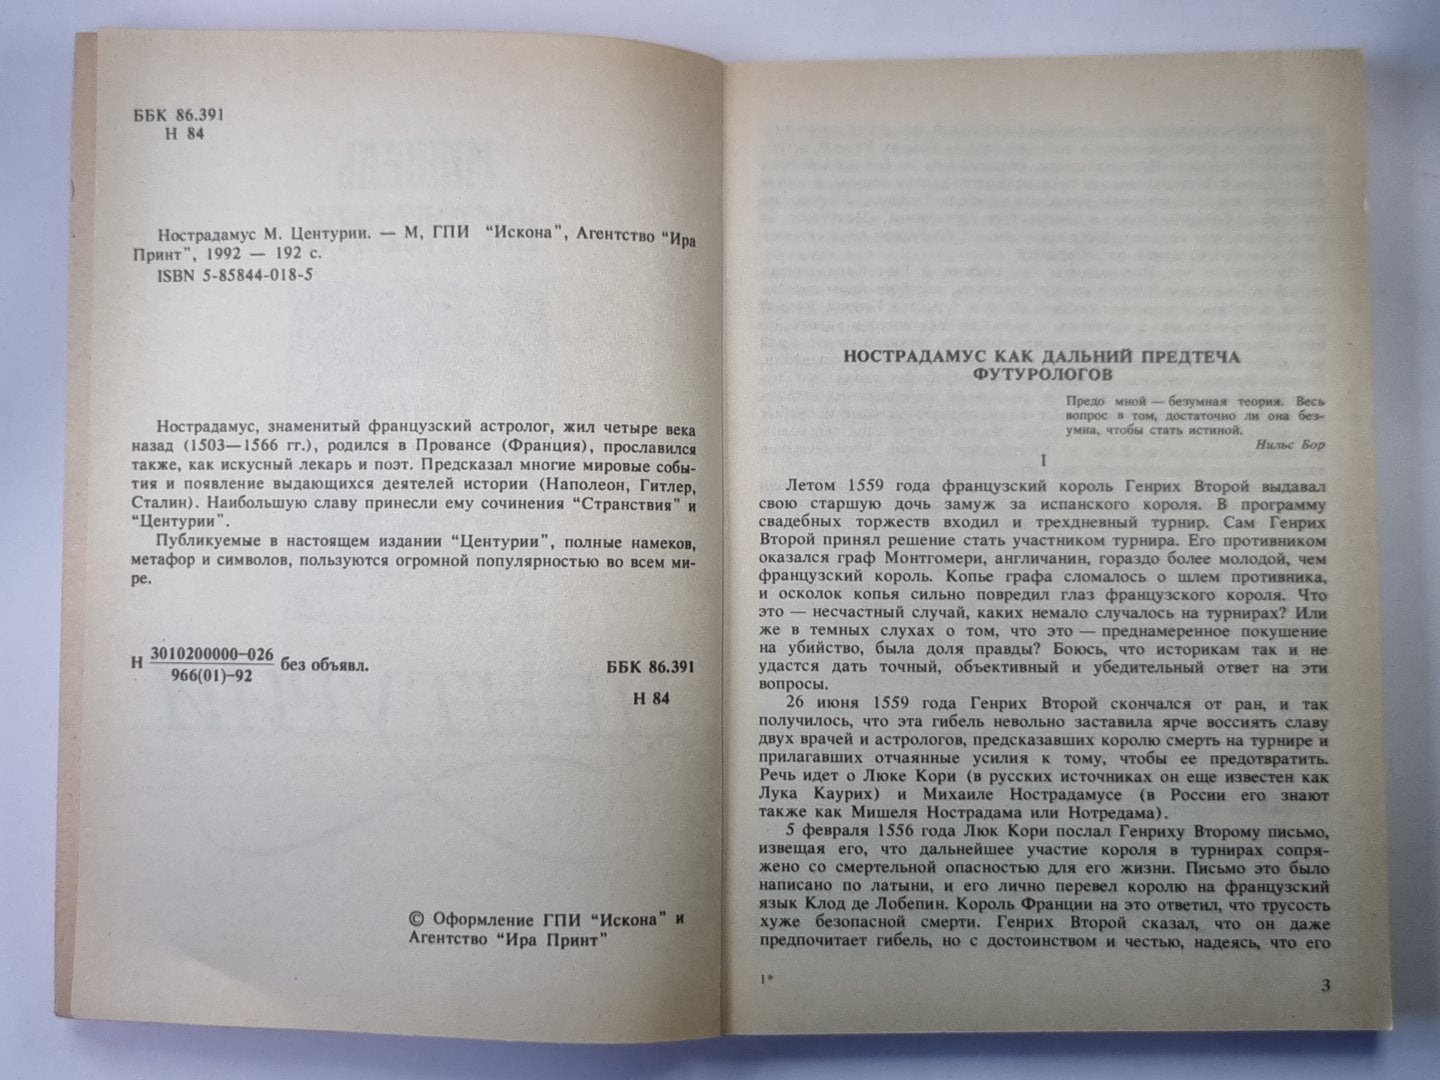 ББК 86.391
Н 84
Нострадамус М. Центурии. — М, ГПИ “Искона”, Агентство “Ира
Принт”, 1992 — 192 с.
ISBN 5-85844-018-5
Нострадамус, знаменитый французский астролог, жил четыре века
назад (1503—1566 гг.), родился в Провансе (Франция), прославился
также, как искусный лекарь и поэт. Предсказал многие мировые собы-
тия и появление выдающихся деятелей истории (Наполеон, Гитлер,
Сталин). Наибольшую славу принесли ему сочинения “Странствия” и
“Центурии”.
Публикуемые в настоящем издании “Центурии”, полные намеков,
метафор и символов, пользуются огромной популярностью во всем ми-
ре.
Н 3010200000—026
966(01)—92 без объявл.
ББК 86.391
Н 84
© Оформление ГПИ “Искона” и
Агентство “Ира Принт”
НОСТРАДАМУС КАК ДАЛЬНИЙ ПРЕДТЕЧА
ФУТУРОЛОГОВ
Предо мной — безумная теория. Весь
вопрос в том, достаточно ли она без-
умна, чтобы стать истиной.
Нильс Бор
I
Летом 1559 года французский король Генрих Второй выдавал
свою старшую дочь замуж за испанского короля. В программу
свадебных торжеств входил и трехдневный турнир. Сам Генрих
Второй принял решение стать участником турнира. Его противником
оказался граф Монтгомери, англичанин, гораздо более молодой, чем
французский король. Копье графа сломалось о шлем противника,
и осколок копья сильно повредил глаз французского короля. Что
это — несчастный случай, каких немало случалось на турнирах? Или
же в темных слухах о том, что это — преднамеренное покушение
на убийство, была доля правды? Боюсь, что историкам так и не
удастся дать точный, объективный и убедительный ответ на эти
вопросы.
26 июня 1559 года Генрих Второй скончался от ран, и так
получилось, что эта гибель невольно заставила ярче воссиять славу
двух врачей и астрологов, предсказавших королю смерть на турнире и
прилагавших отчаянные усилия к тому, чтобы ее предотвратить.
Речь идет о Люке Кори (в русских источниках он еще известен как
Лука Каурих) и Михаиле Нострадамусе (в России его знают
также как Мишеля Нострадама или Нотредама).
5 февраля 1556 года Люк Кори послал Генриху Второму письмо,
извещая его, что дальнейшее участие короля в турнирах сопря-
жено со смертельной опасностью для его жизни. Письмо это было
написано по латыни, и его лично перевел королю на французский
язык Клод де Лобепин. Король Франции на это ответил, что трусость
хуже безопасной смерти. Генрих Второй сказал, что он даже
предпочитает гибель, но с достоинством и честью, надеясь, что его
1*
3